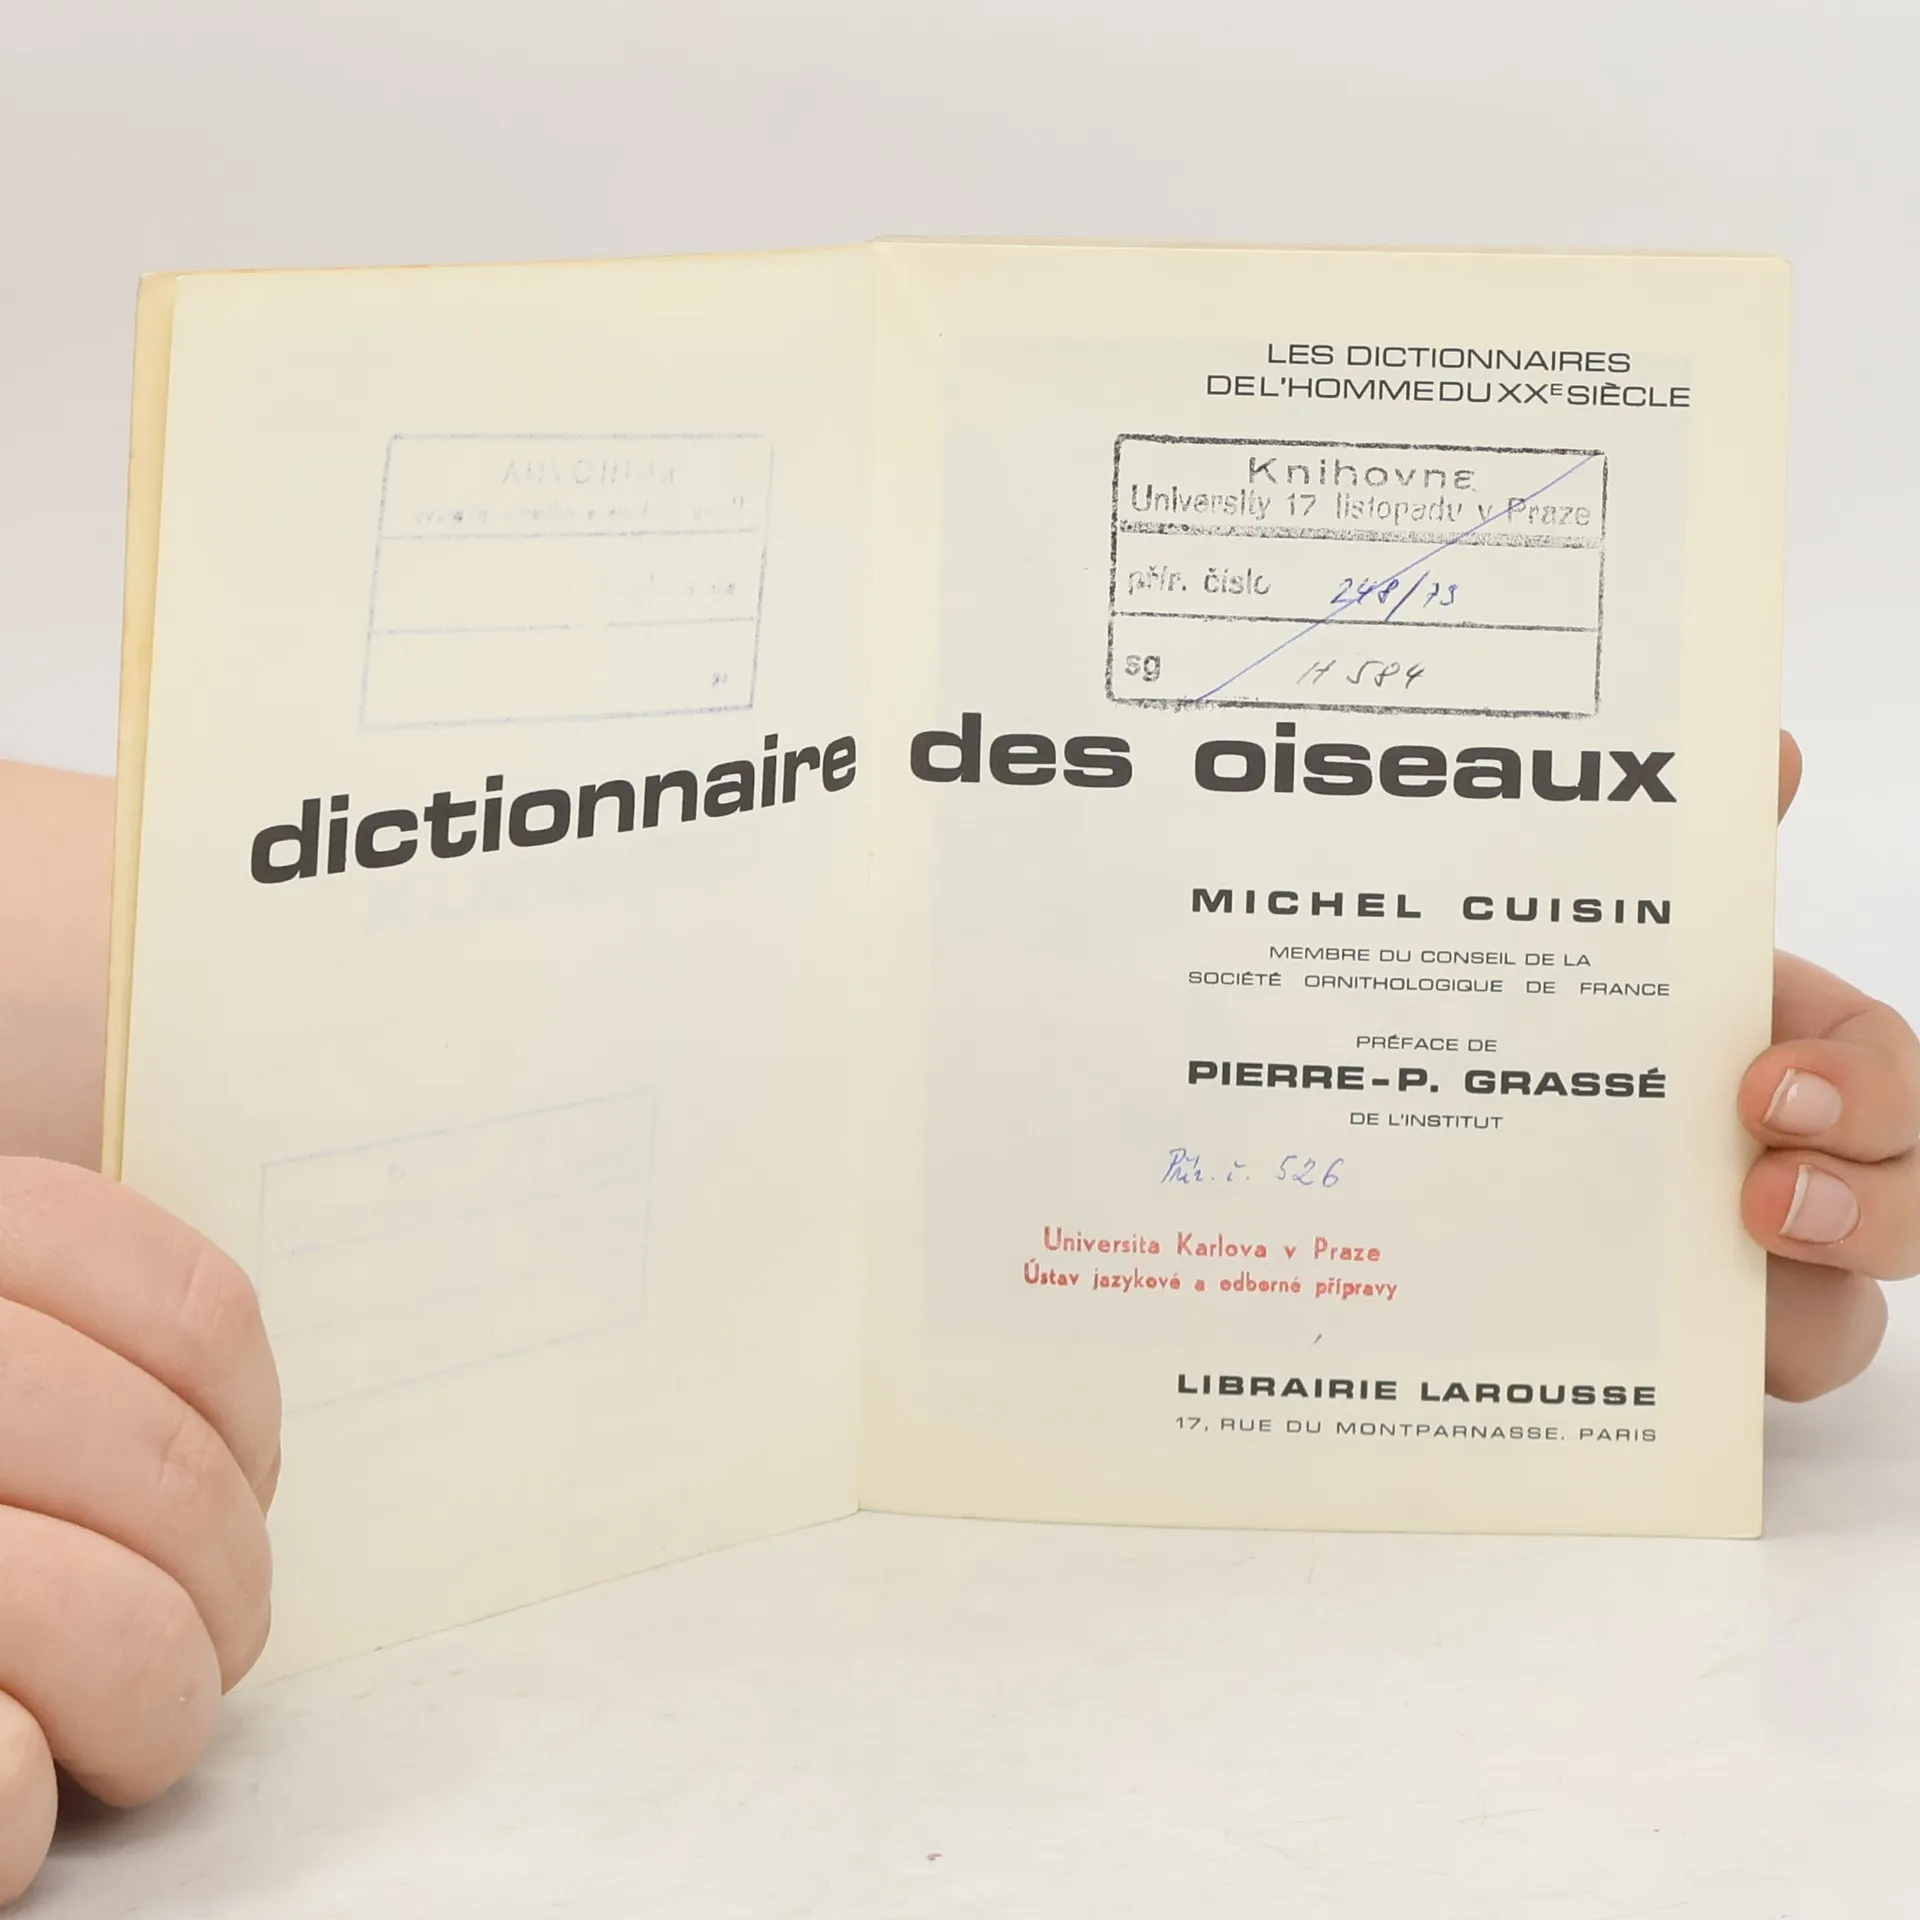 LES DICTIONNAIRES
DE L'HOMME DU XXE SIÈCLE
Knihovna
University 17 listopadu v Praze
přír. číslo 248/73
sg H 584
dictionnaire des oiseaux
MICHEL CUISIN
MEMBRE DU CONSEIL DE LA
SOCIÉTÉ ORNITHOLOGIQUE DE FRANCE
PRÉFACE DE
PIERRE-P. GRASSÉ
DE L'INSTITUT
Přír. č. 526
Universita Karlova v Praze
Ústav jazykové a odborné přípravy
LIBRAIRIE LAROUSSE
17, RUE DU MONTPARNASSE. PARIS